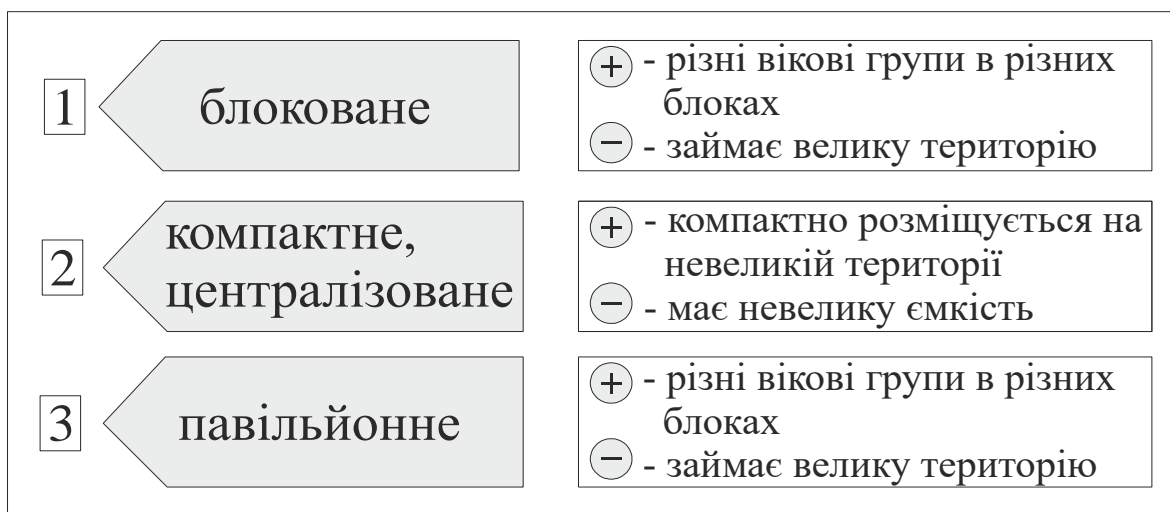 1
блоковане
+ - різні вікові групи в різних
блоках
− - займає велику територію
2
компактне,
централізоване
+ - компактно розміщується на
невеликій території
− - має невелику ємкість
3
павільйонне
+ - різні вікові групи в різних
блоках
− - займає велику територію